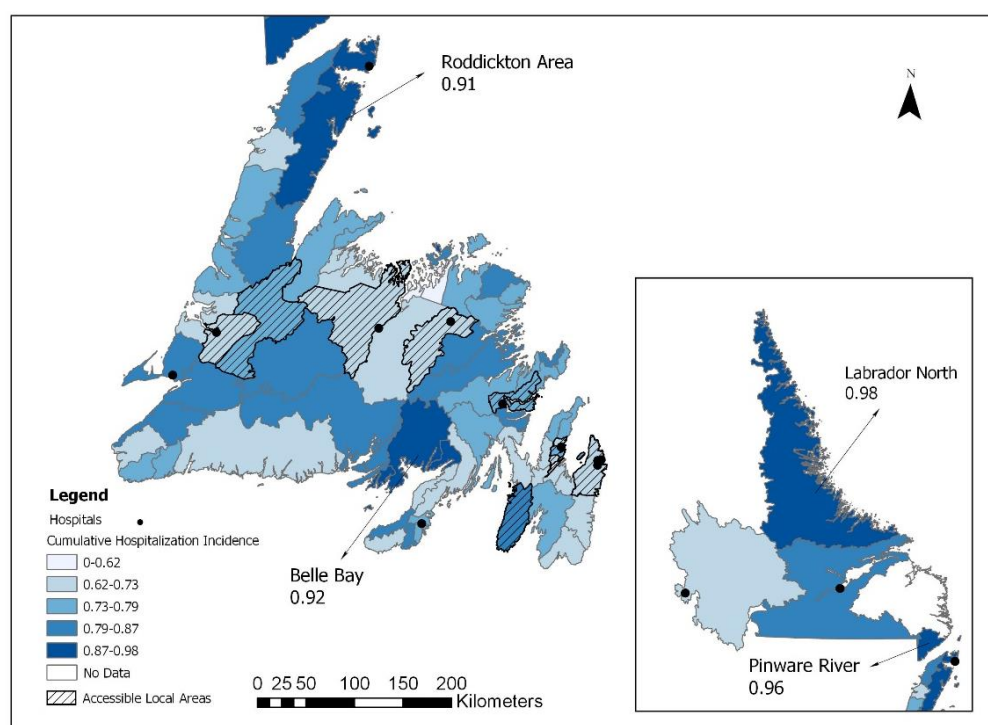 Roddickton Area
0.91
N
Labrador North
0.98
Legend
Hospitals
Cumulative Hospitalization Incidence
0-0.62
0.62-0.73
0.73-0.79
0.79-0.87
0.87-0.98
No Data
Accessible Local Areas
Belle Bay
0.92
0 25 50 100 150 200
Kilometers
Pinware River
0.96